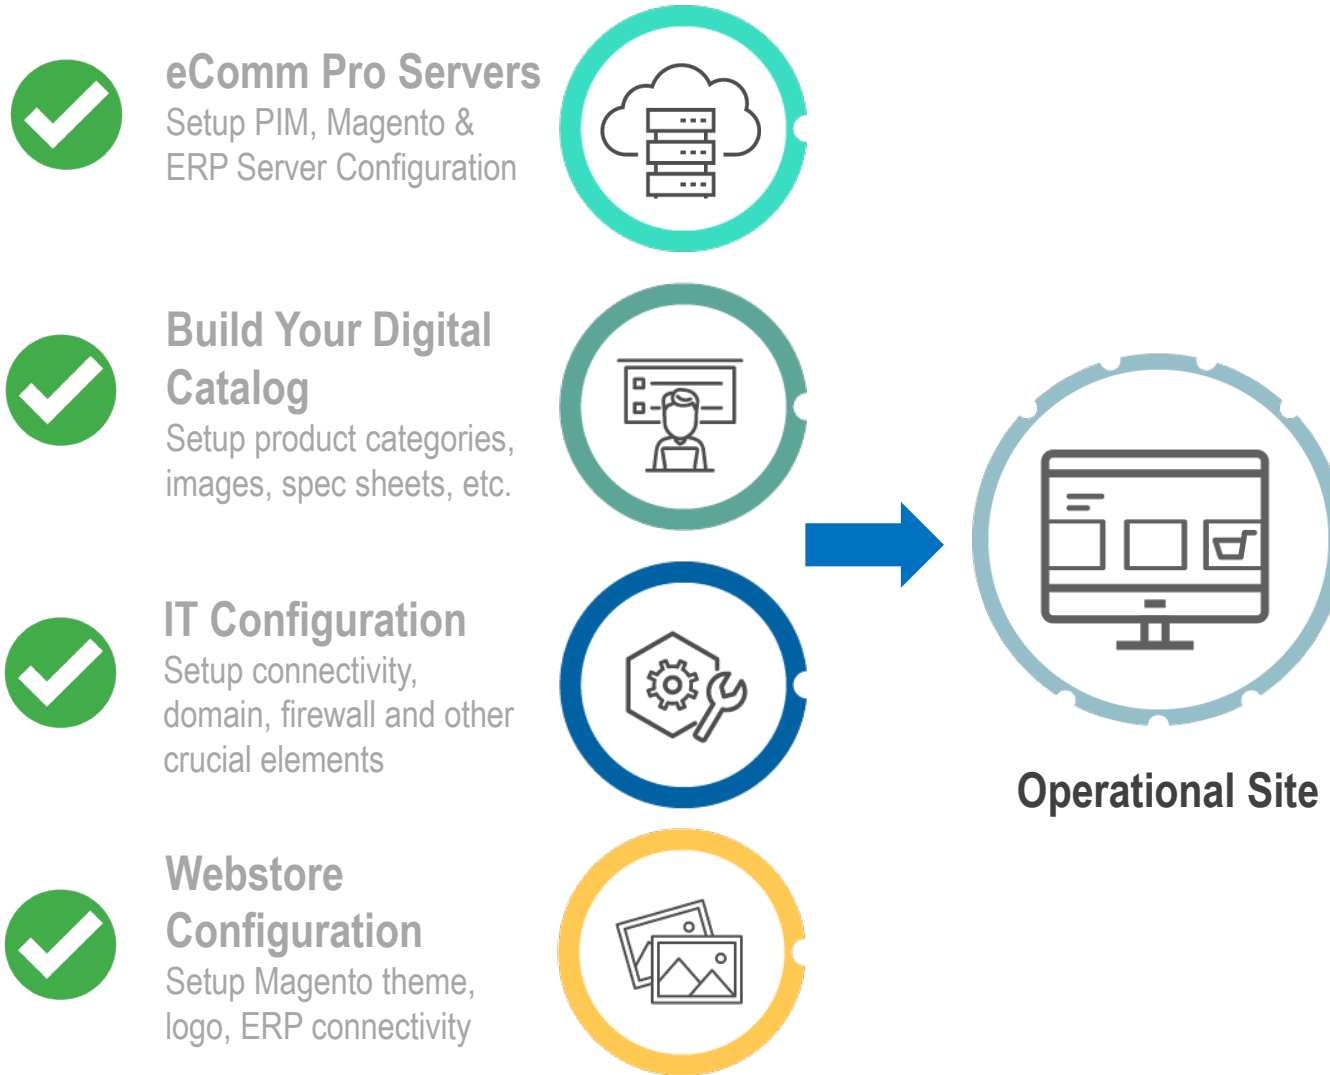 eComm Pro Servers
Setup PIM, Magento &
ERP Server Configuration
Build Your Digital
Catalog
Setup product categories,
images, spec sheets, etc.
IT Configuration
Setup connectivity,
domain, firewall and other
crucial elements
Webstore
Configuration
Setup Magento theme,
logo, ERP connectivity
Operational Site